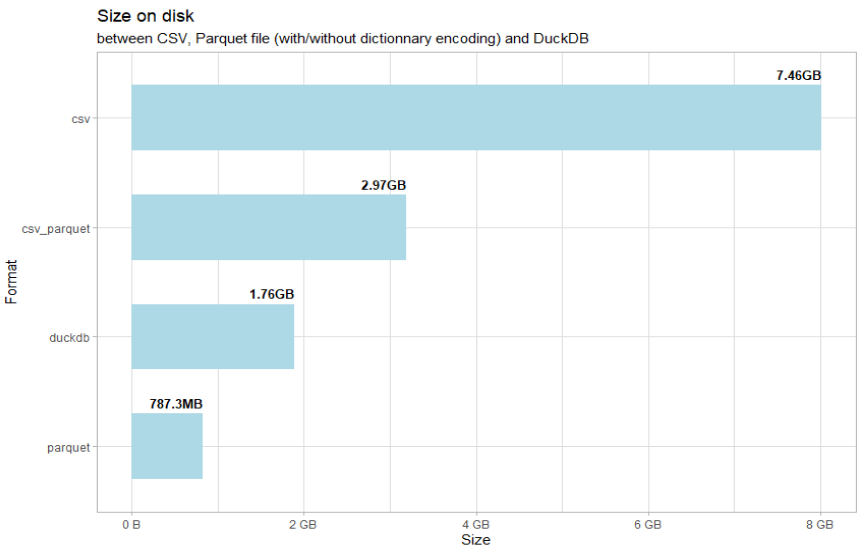 Size on disk
between CSV, Parquet file (with/without dictionnary encoding) and DuckDB
7.46GB
csv
2.97GB
csv_parquet
Format
1.76GB
duckdb
787.3MB
parquet
0 B
2 GB
4 GB
6 GB
8 GB
Size